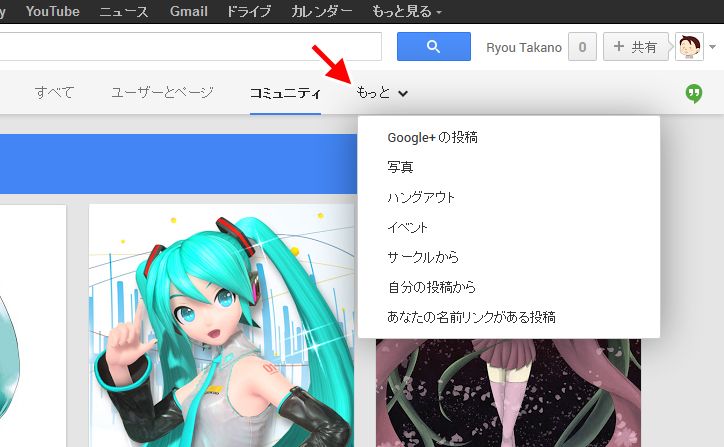 y YouTube ニュース Gmail ドライブ カレンダー もっと見る
Ryou Takano 0 + 共有
すべて ユーザーとページ コミュニティ もっと
Google+ の投稿
写真
ハングアウト
イベント
サークルから
自分の投稿から
あなたの名前リンクがある投稿
01